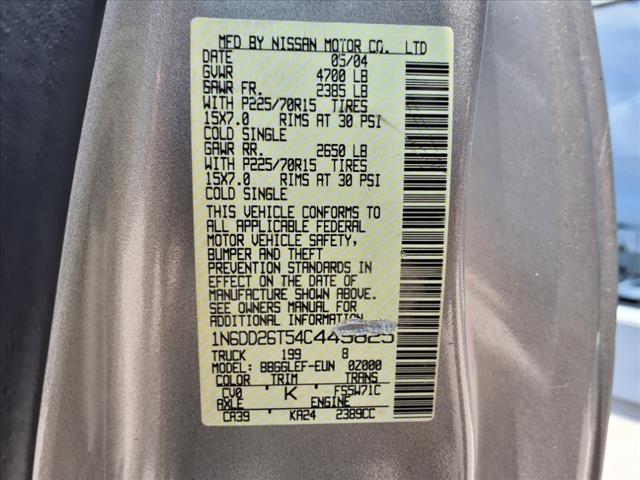 MFD BY NISSAN MOTOR CO. LTD
DATE 05/04
GVWR 4700 LB
GAWR FR. 2385 LB
WITH P225/70R15 TIRES
15X7.0 RIMS AT 30 PSI
COLD SINGLE
GAWR RR. 2650 LB
WITH P225/70R15 TIRES
15X7.0 RIMS AT 30 PSI
COLD SINGLE
THIS VEHICLE CONFORMS TO
ALL APPLICABLE FEDERAL
MOTOR VEHICLE SAFETY,
BUMPER AND THEFT
PREVENTION STANDARDS IN
EFFECT ON THE DATE OF
MANUFACTURE SHOWN ABOVE.
SEE OWNERS MANUAL FOR
ADDITIONAL INFORMATION
1N6DD26T54C445825
TRUCK 199 8
MODEL: BBGGLEF-EUN 0Z000
COLOR TRIM TRANS
CV0 K FS5W71C
AXLE ENGINE
CA39 KA24 2389CC